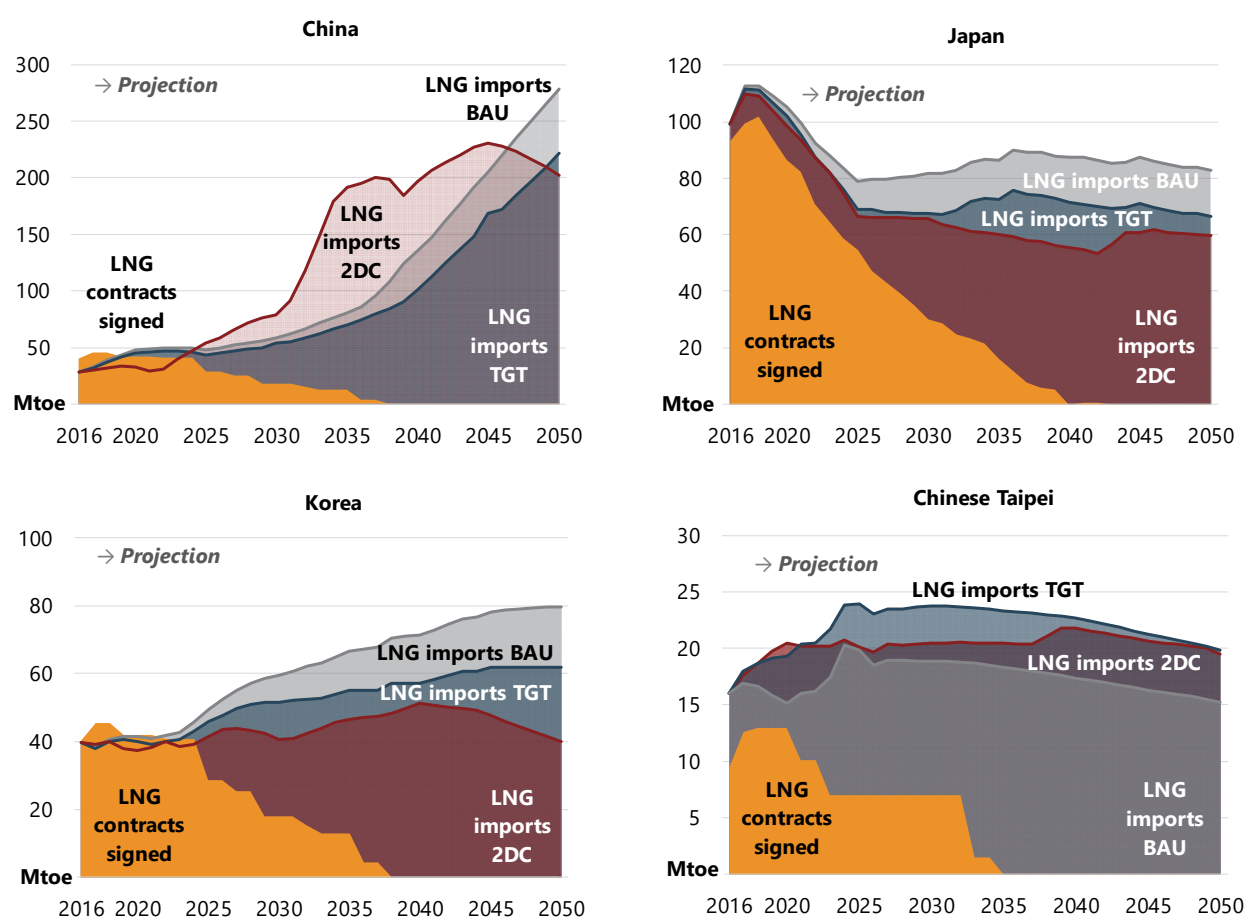 China
300
→ Projection
LNG imports
BAU
250
200
LNG
imports
2DC
150
LNG
contracts
signed
100
LNG
imports
TGT
50
Mtoe
2016 2020 2025 2030 2035 2040 2045 2050
Japan
120
→ Projection
100
80
LNG imports BAU
LNG imports TGT
60
40
LNG
contracts
signed
LNG
imports
2DC
20
Mtoe
2016 2020 2025 2030 2035 2040 2045 2050
Korea
100
→ Projection
80
LNG imports BAU
60
LNG imports TGT
40
LNG
contracts
signed
LNG
imports
2DC
20
Mtoe
2016 2020 2025 2030 2035 2040 2045 2050
Chinese Taipei
30
→ Projection
25
LNG imports TGT
20
LNG imports 2DC
15
10
LNG
contracts
signed
LNG
imports
BAU
5
Mtoe
2016 2020 2025 2030 2035 2040 2045 2050